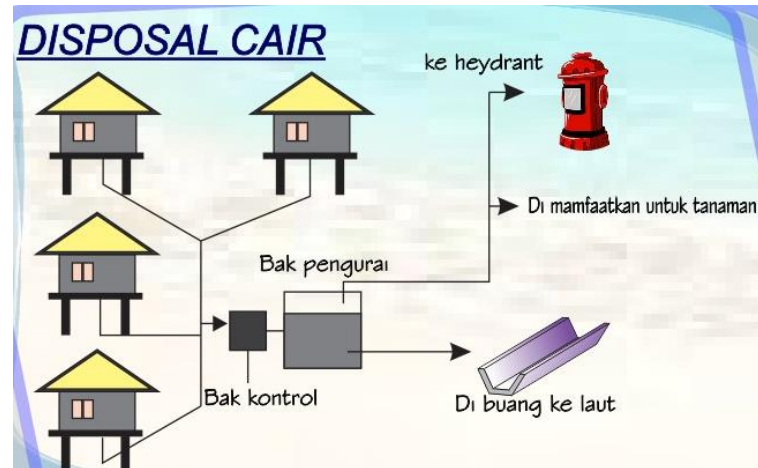 DISPOSAL CAIR
ke heydrant
Di mamfaatkan untuk tanaman
Bak pengurai
Bak kontrol
Di buang ke laut